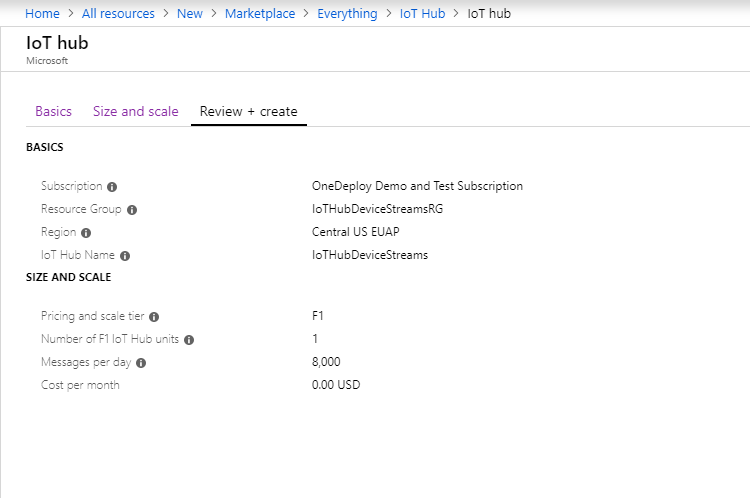 Home > All resources > New > Marketplace > Everything > IoT Hub > IoT hub
IoT hub
Microsoft
Basics Size and scale Review + create
BASICS
Subscription OneDeploy Demo and Test Subscription
Resource Group IoTHubDeviceStreamsRG
Region Central US EUAP
IoT Hub Name IoTHubDeviceStreams
SIZE AND SCALE
Pricing and scale tier F1
Number of F1 IoT Hub units 1
Messages per day 8,000
Cost per month 0.00 USD